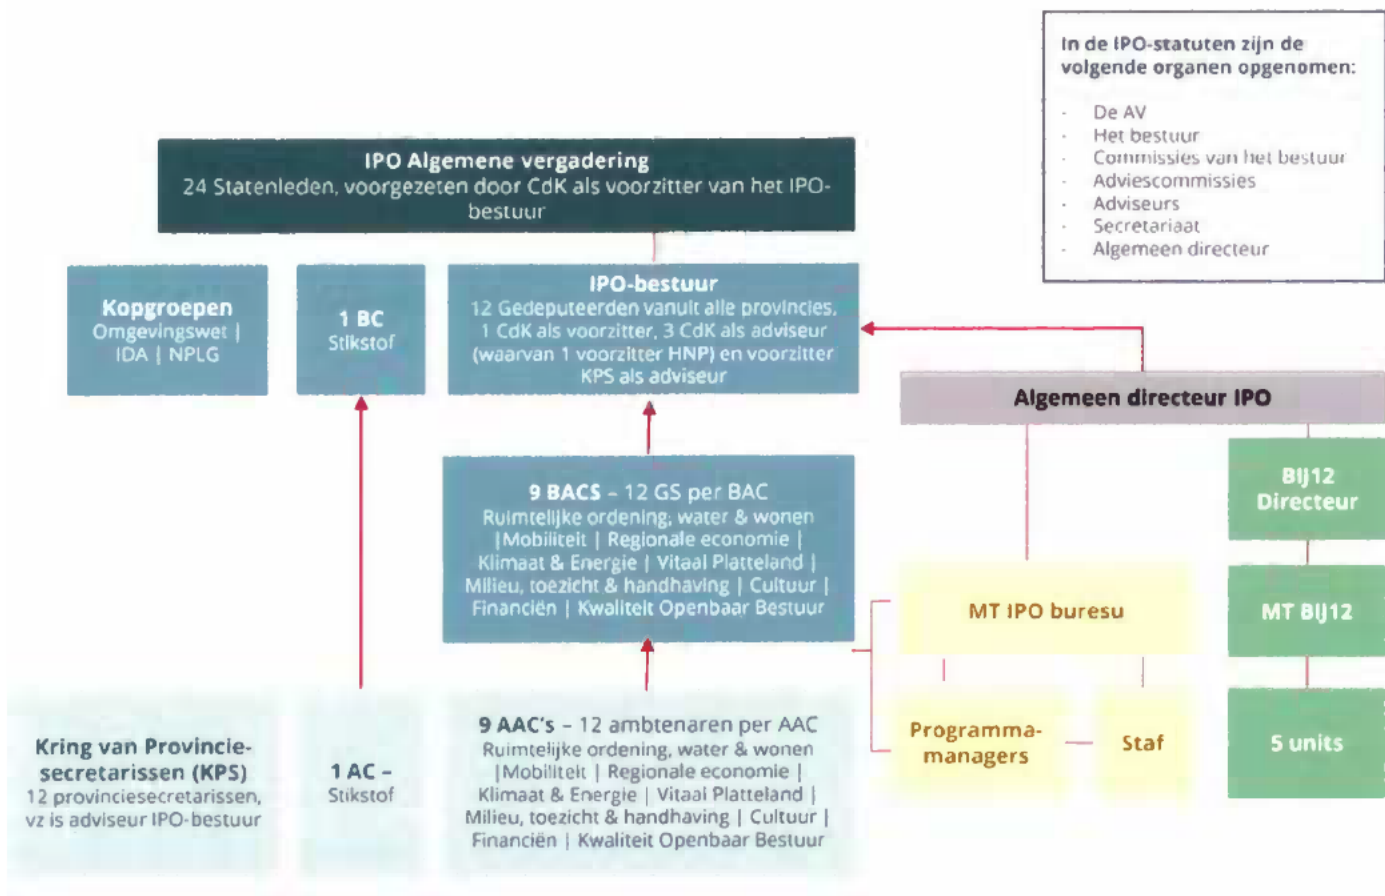 In de IPO-statuten zijn de
volgende organen opgenomen:
- De AV
- Het bestuur
- Commissies van het bestuur
- Adviescommissies
- Adviseurs
- Secretariaat
- Algemeen directeur
IPO Algemene vergadering
24 Statenleden, voorgezeten door CdK als voorzitter van het IPO-
bestuur
Kopgroepen
Omgevingswet |
IDA | NPLG
1 BC
Stikstof
IPO-bestuur
12 Gedeputeerden vanuit alle provincies,
1 CdK als voorzitter, 3 CdK als adviseur
(waarvan 1 voorzitter HNP) en voorzitter
KPS als adviseur
Algemeen directeur IPO
9 BACS – 12 GS per BAC
Ruimtelijke ordening, water & wonen
|Mobiliteit | Regionale economie |
Klimaat & Energie | Vitaal Platteland |
Milieu, toezicht & handhaving | Cultuur |
Financiën | Kwaliteit Openbaar Bestuur
BIJ12
Directeur
MT IPO buresu
MT BIJ12
Programma-
managers
Staf
5 units
Kring van Provincie-
secretarissen (KPS)
12 provinciesecretarissen,
vz is adviseur IPO-bestuur
1 AC –
Stikstof
9 AAC's – 12 ambtenaren per AAC
Ruimtelijke ordening, water & wonen
|Mobiliteit | Regionale economie |
Klimaat & Energie | Vitaal Platteland |
Milieu, toezicht & handhaving | Cultuur |
Financiën | Kwaliteit Openbaar Bestuur